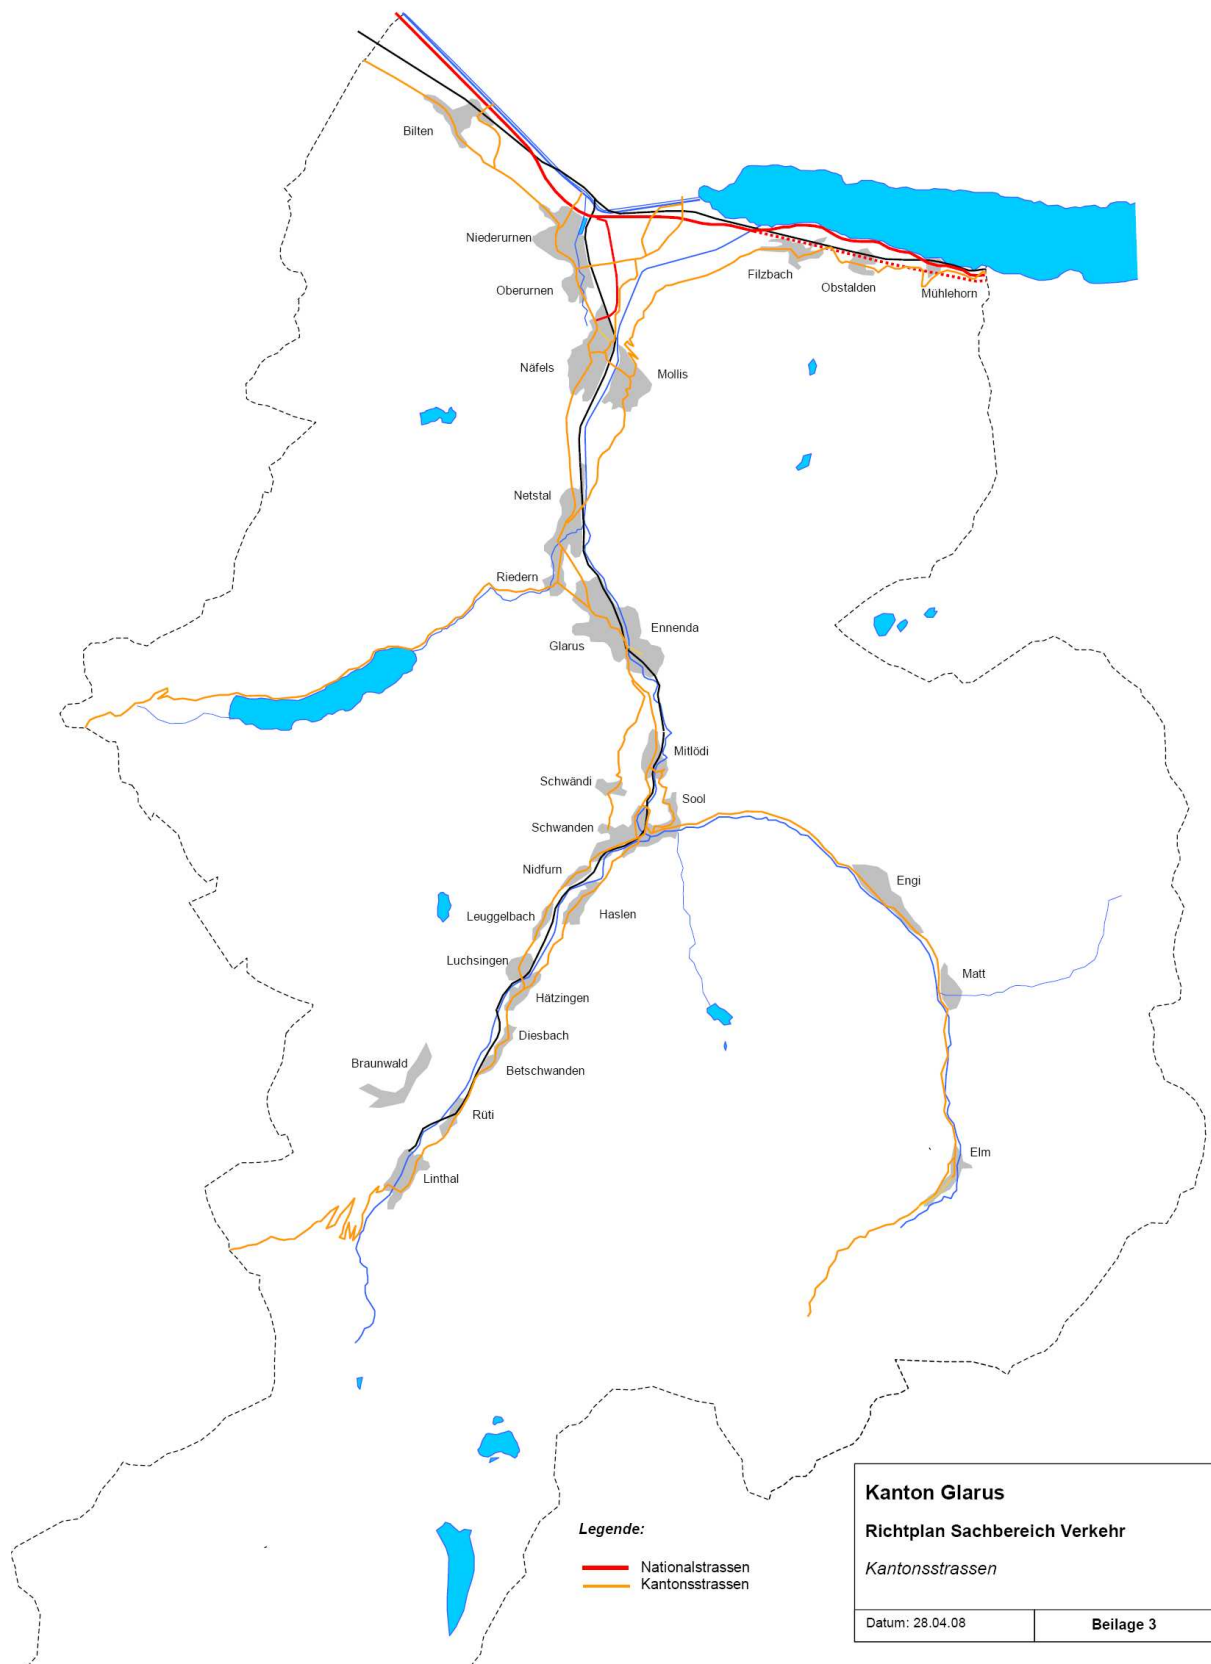 Bilten
Niederurnen
Oberurnen
Filzbach
Obstalden
Mühlehorn
Näfels
Mollis
Netstal
Riedern
Ennenda
Glarus
Mitlödi
Schwändi
Sool
Schwanden
Nidfurn
Engi
Leuggelbach
Haslen
Luchsingen
Matt
Hätzingen
Diesbach
Braunwald
Betschwanden
Rüti
Elm
Linthal
Legende:
Nationalstrassen
Kantonsstrassen
Kanton Glarus
Richtplan Sachbereich Verkehr
Kantonsstrassen
Datum: 28.04.08
Beilage 3